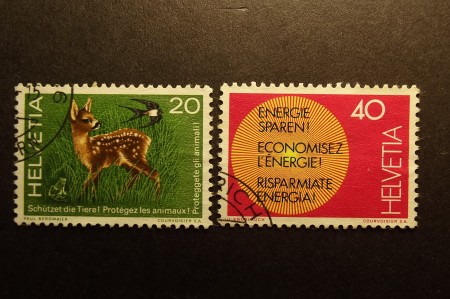 HELVETIA
20
Schützet die Tiere! Protégez les animaux!
Proteggete gli animali!
COURVOISIER S.A.
40
ENERGIE
SPAREN!
ECONOMISEZ
L'ÉNERGIE!
RISPARMIATE
ENERGIA!
HELVETIA
COURVOISIER S.A.